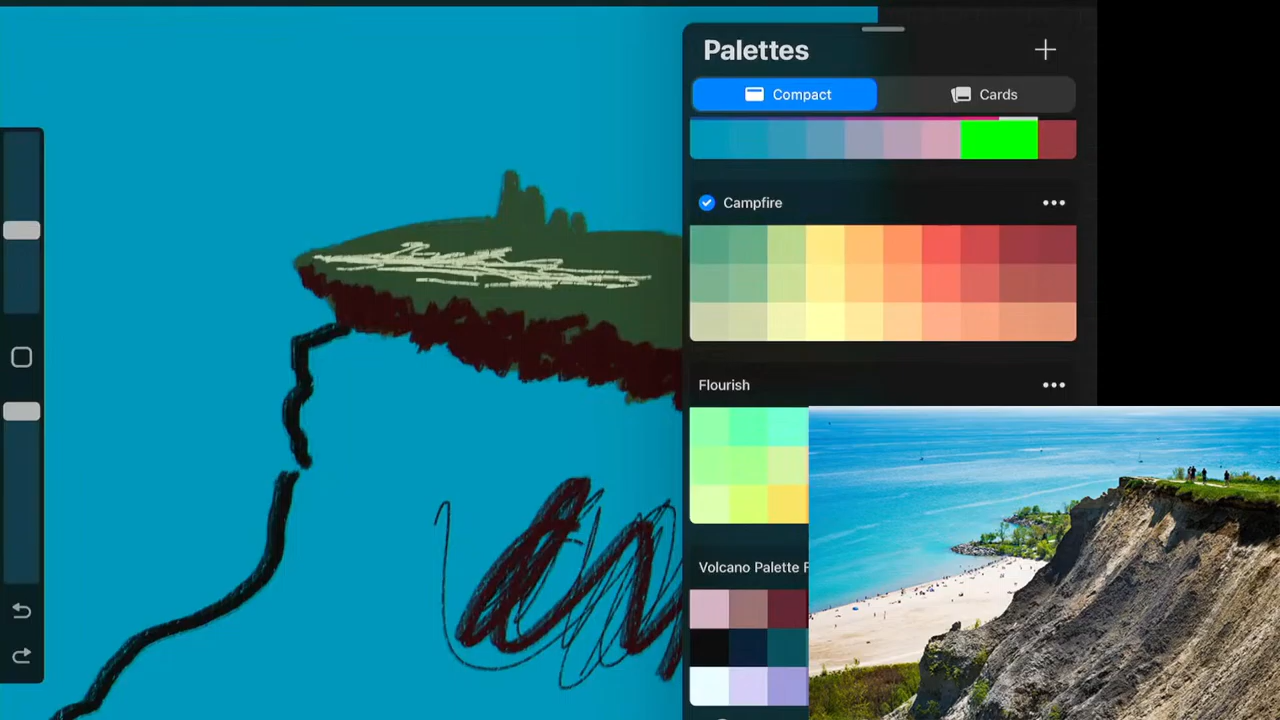 Palettes
Compact
Cards
Campfire
Flourish
Volcano Palette